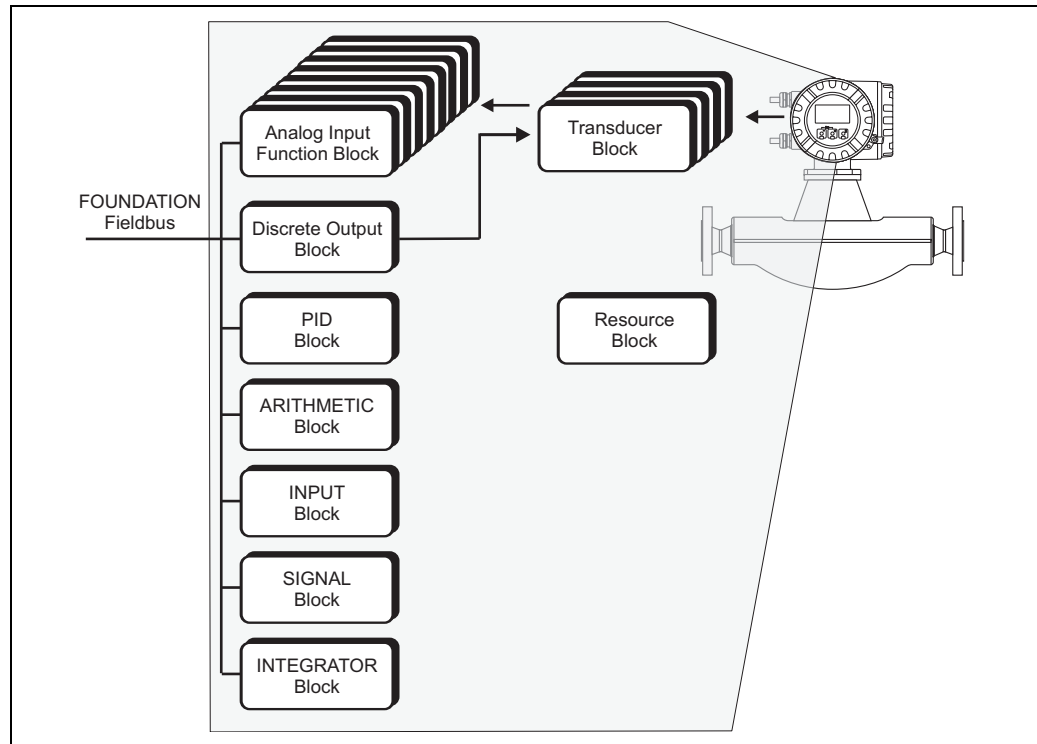 Analog Input
Function Block
Transducer
Block
FOUNDATION
Fieldbus
Discrete Output
Block
PID
Block
Resource
Block
ARITHMETIC
Block
INPUT
Block
SIGNAL
Block
INTEGRATOR
Block